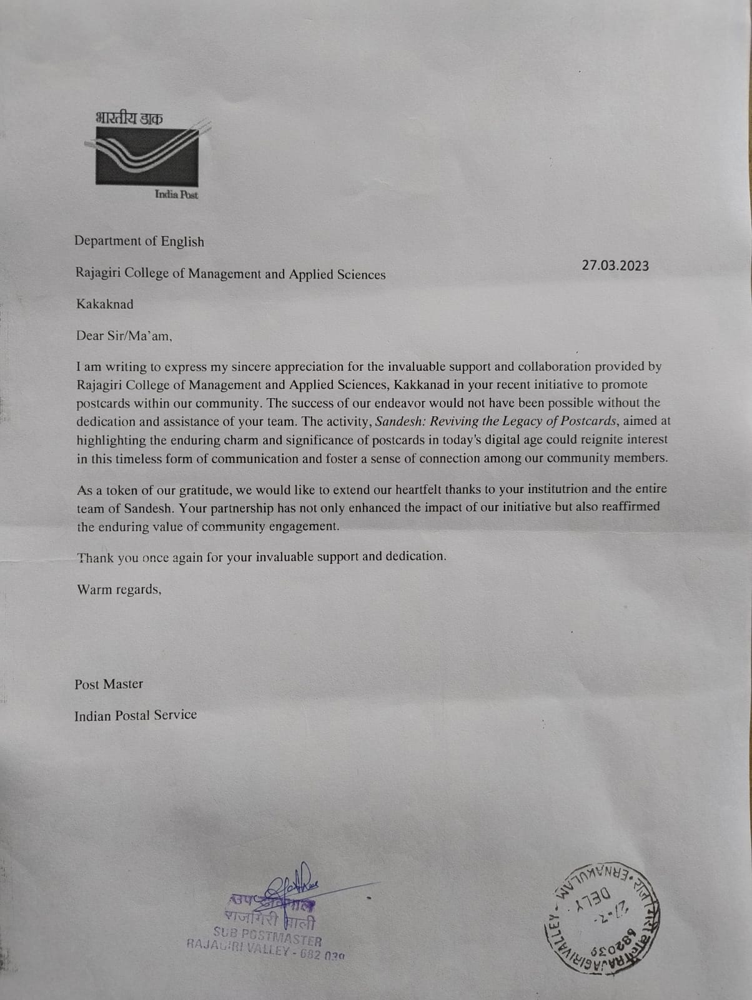 भारतीय डाक
India Post
Department of English
27.03.2023
Rajagiri College of Management and Applied Sciences
Kakaknad
Dear Sir/Ma’am,
I am writing to express my sincere appreciation for the invaluable support and collaboration provided by
Rajagiri College of Management and Applied Sciences, Kakkanad in your recent initiative to promote
postcards within our community. The success of our endeavor would not have been possible without the
dedication and assistance of your team. The activity, Sandesh: Reviving the Legacy of Postcards, aimed at
highlighting the enduring charm and significance of postcards in today's digital age could reignite interest
in this timeless form of communication and foster a sense of connection among our community members.
As a token of our gratitude, we would like to extend our heartfelt thanks to your institutrion and the entire
team of Sandesh. Your partnership has not only enhanced the impact of our initiative but also reaffirmed
the enduring value of community engagement.
Thank you once again for your invaluable support and dedication.
Warm regards,
Post Master
Indian Postal Service
उप
राजगिरी वाली
SUB POSTMASTER
RAJAGIRI VALLEY - 682 039
RAJAGIRIVALLEY - ERNAKULAM
DELY
682039